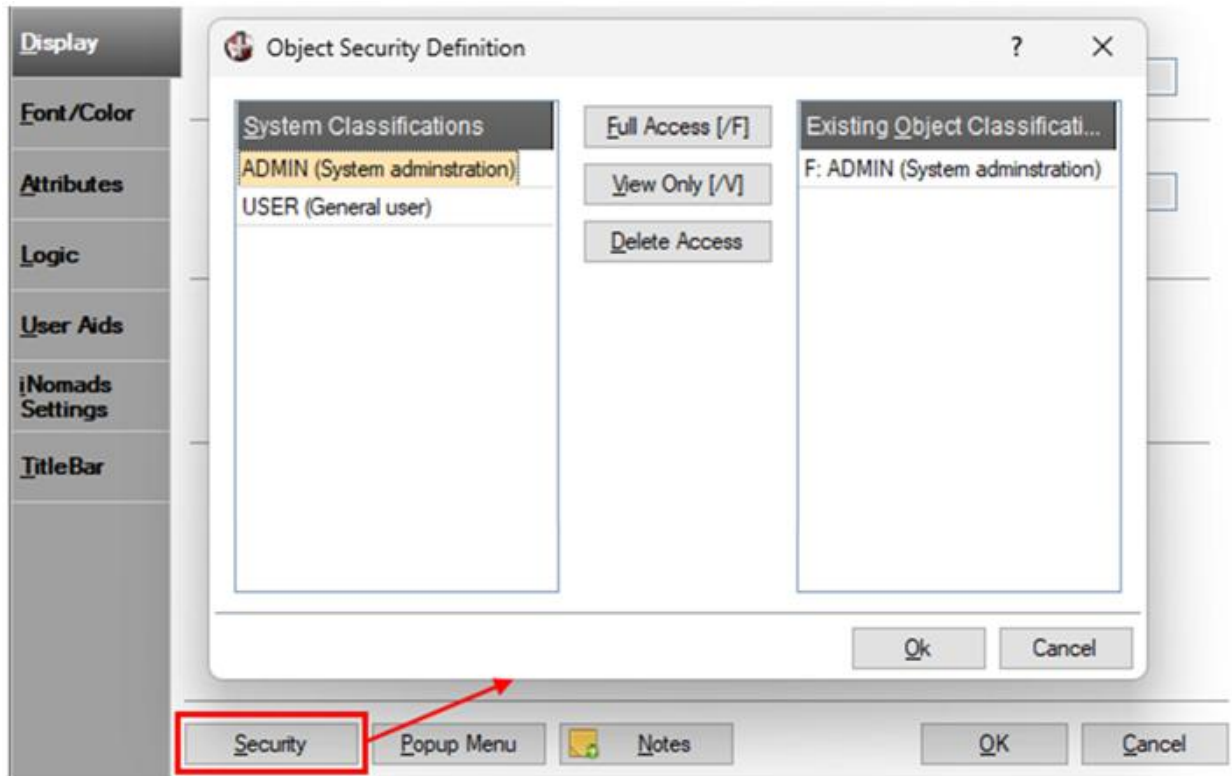 Display
Font/Color
Attributes
Logic
User Aids
iNomads
Settings
TitleBar
Object Security Definition
?
System Classifications
ADMIN (System adminstration)
USER (General user)
Full Access [/F]
View Only [/V]
Delete Access
Existing Object Classificati...
F: ADMIN (System adminstration)
Ok
Cancel
Security
Popup Menu
Notes
OK
Cancel